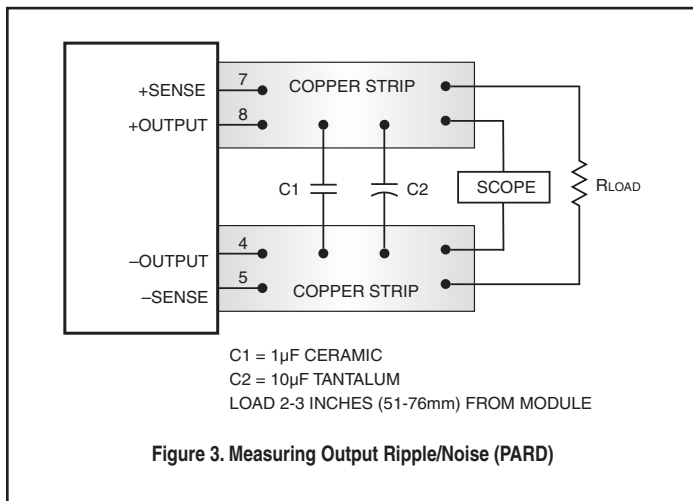 +SENSE
7
COPPER STRIP
+OUTPUT
8
C1
C2
SCOPE
RLOAD
–OUTPUT
4
–SENSE
5
COPPER STRIP
C1 = 1µF CERAMIC
C2 = 10µF TANTALUM
LOAD 2-3 INCHES (51-76mm) FROM MODULE
Figure 3. Measuring Output Ripple/Noise (PARD)